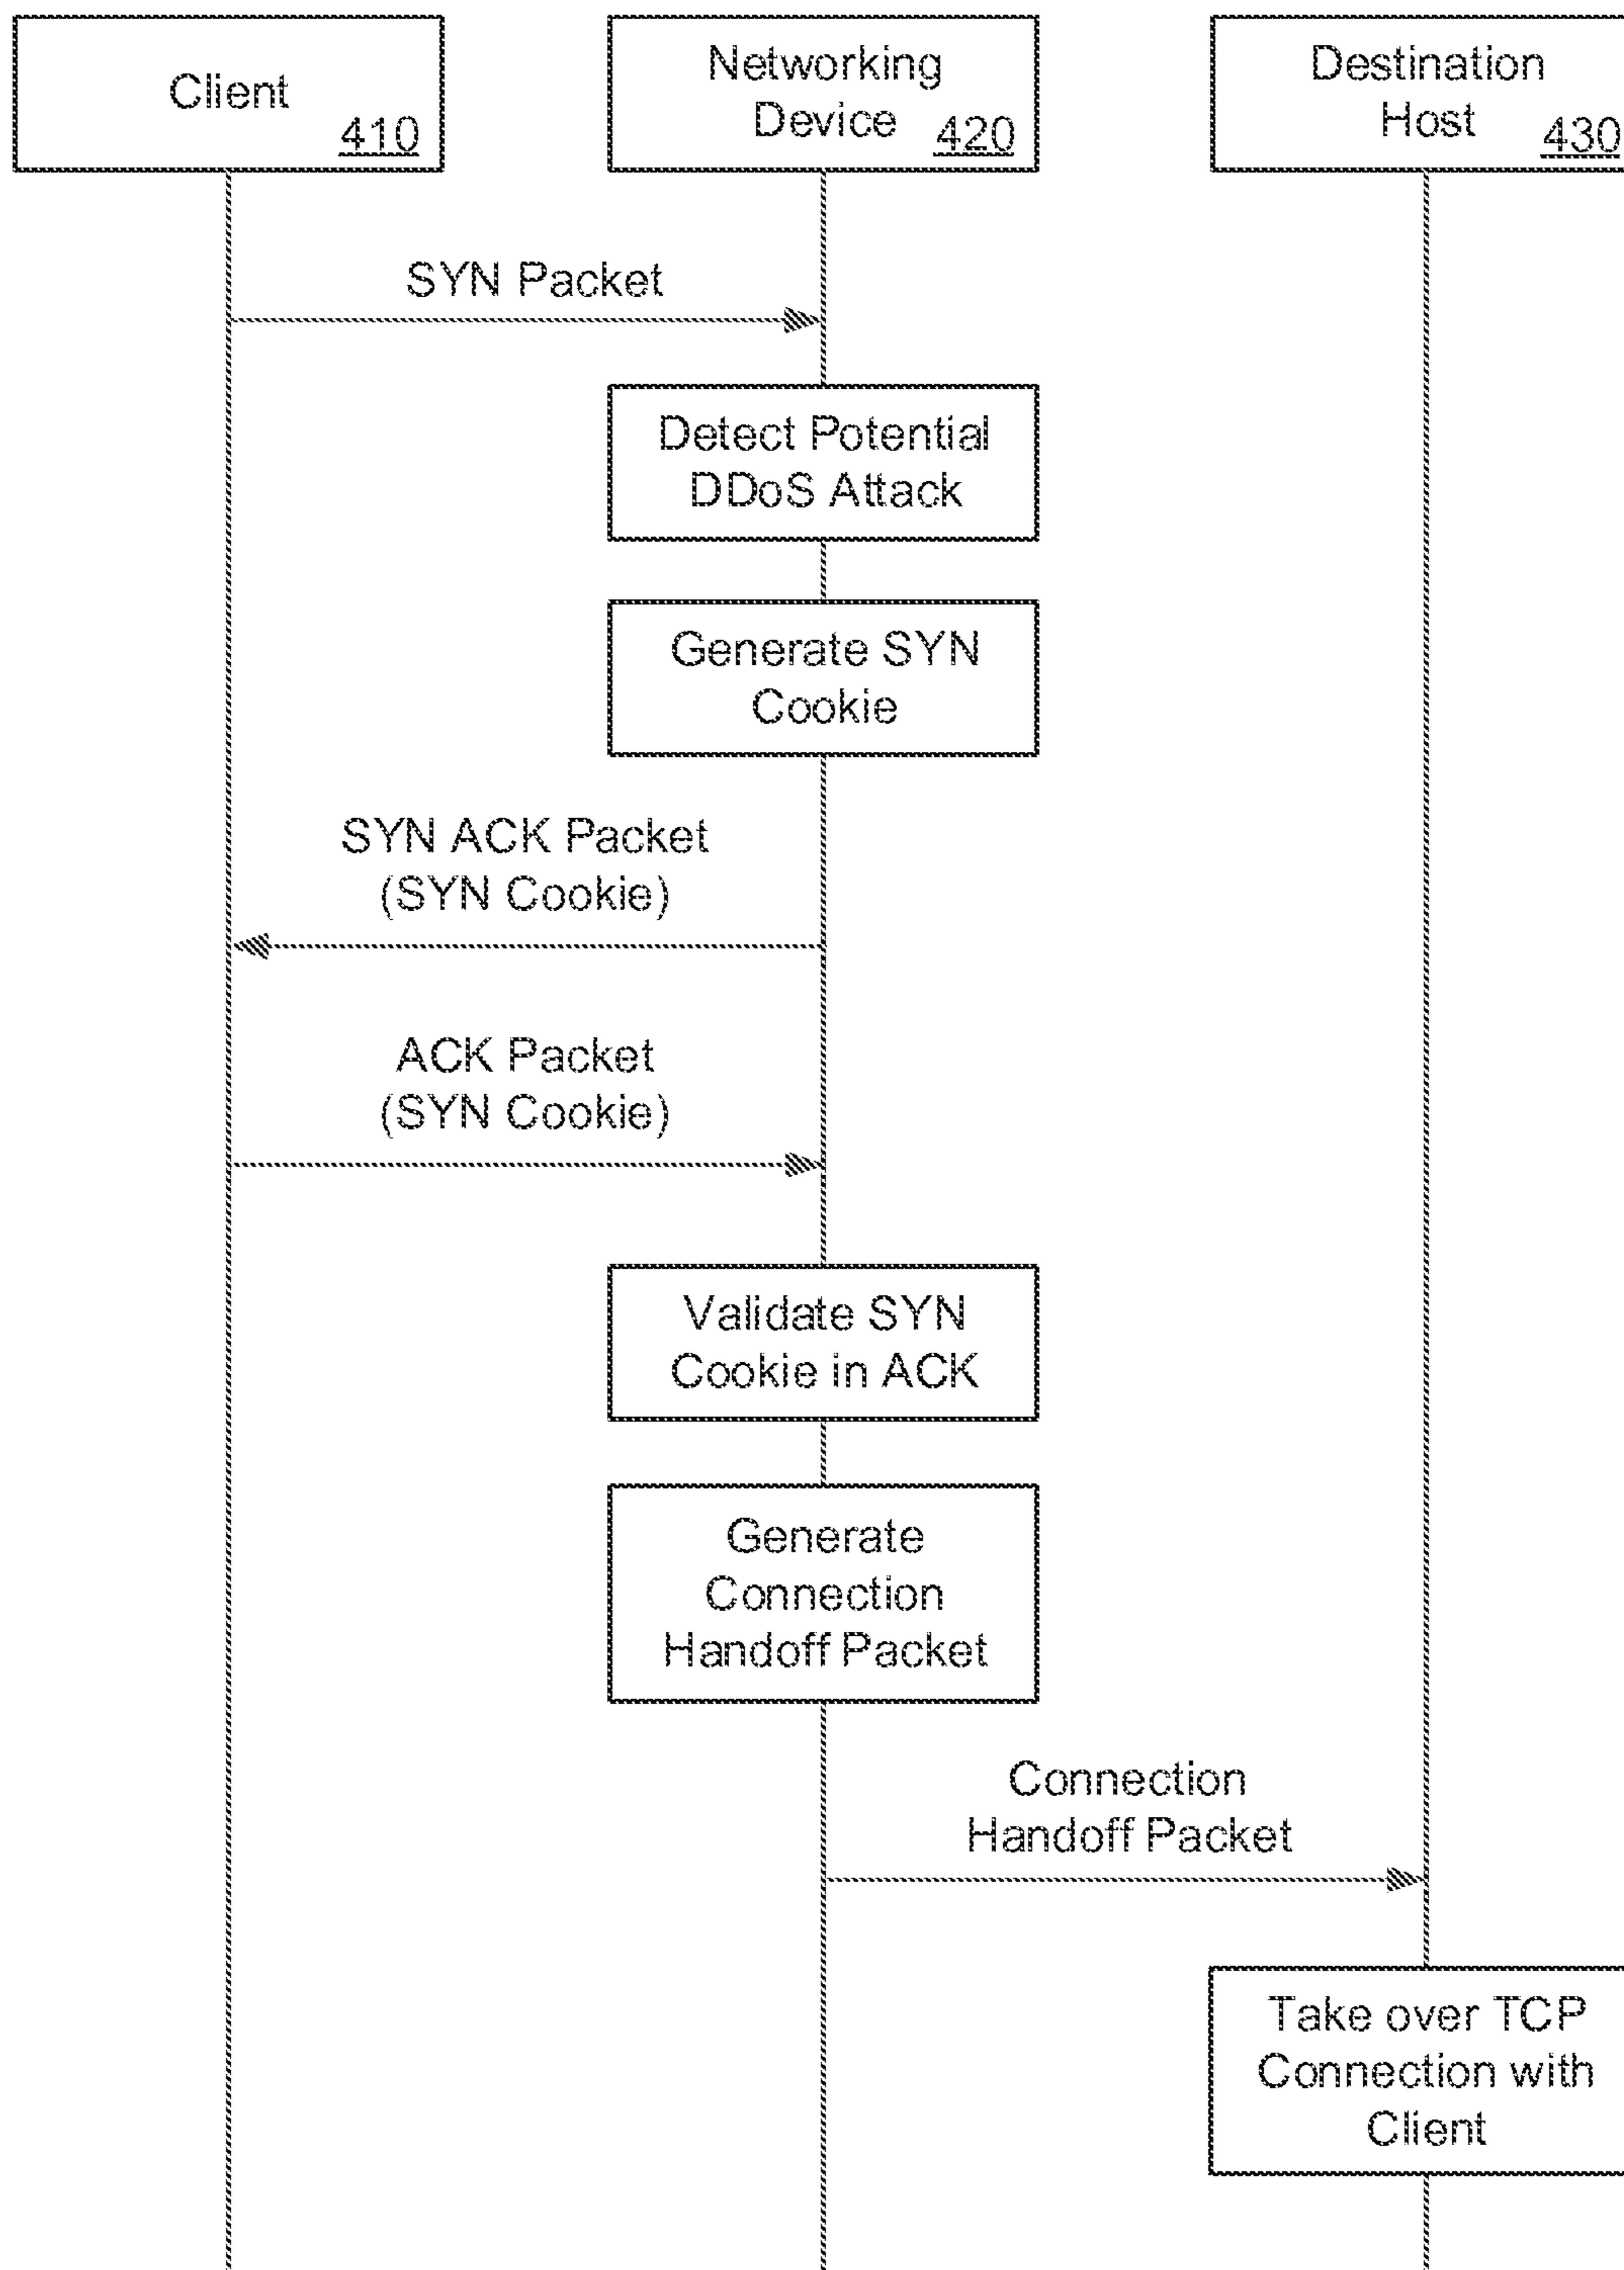 Client
410
Networking
Device
420
Destination
Host
430
SYN Packet
Detect Potential
DDoS Attack
Generate SYN
Cookie
SYN ACK Packet
(SYN Cookie)
ACK Packet
(SYN Cookie)
Validate SYN
Cookie in ACK
Generate
Connection
Handoff Packet
Connection
Handoff Packet
Take over TCP
Connection with
Client